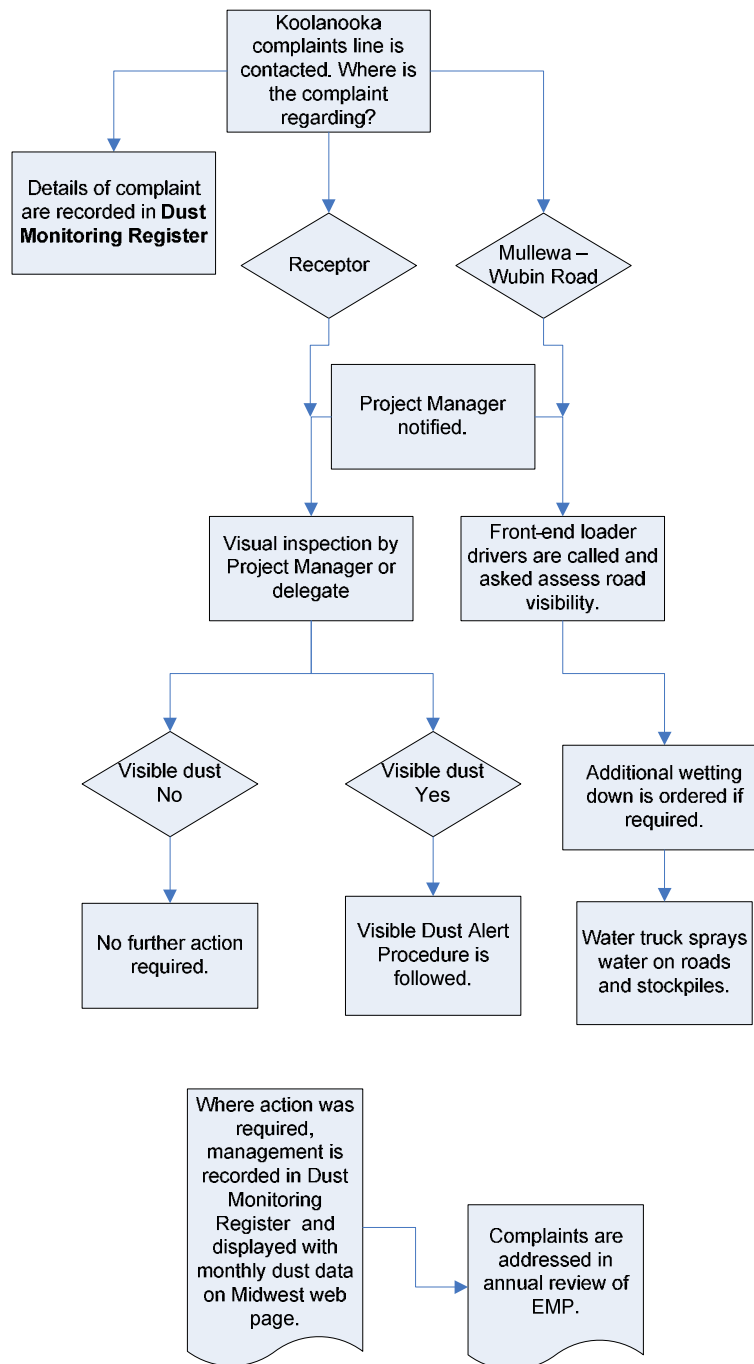 Koolanooka
complaints line is
contacted. Where is
the complaint
regarding?
Details of complaint
are recorded in Dust
Monitoring Register
Receptor
Mullewa –
Wubin Road
Project Manager
notified.
Visual inspection by
Project Manager or
delegate
Front-end loader
drivers are called and
asked assess road
visibility.
Visible dust
No
Visible dust
Yes
Additional wetting
down is ordered if
required.
No further action
required.
Visible Dust Alert
Procedure is
followed.
Water truck sprays
water on roads
and stockpiles.
Where action was
required,
management is
recorded in Dust
Monitoring
Register and
displayed with
monthly dust data
on Midwest web
page.
Complaints are
addressed in
annual review of
EMP.